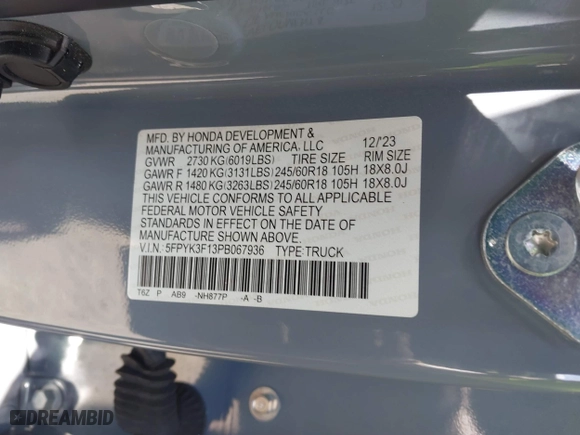 MFD. BY HONDA DEVELOPMENT &
MANUFACTURING OF AMERICA, LLC 12/'23
GVWR 2730 KG(6019LBS) TIRE SIZE RIM SIZE
GAWR F 1420 KG(3131LBS) 245/60R18 105H 18X8.0J
GAWR R 1480 KG(3263LBS) 245/60R18 105H 18X8.0J
THIS VEHICLE CONFORMS TO ALL APPLICABLE
FEDERAL MOTOR VEHICLE SAFETY
STANDARDS IN EFFECT ON THE DATE OF
MANUFACTURE SHOWN ABOVE.
V.I.N. 5FPYK3F13PB067936 TYPE:TRUCK
T6Z P AB9 -NH877P -A -B
DREAMBID